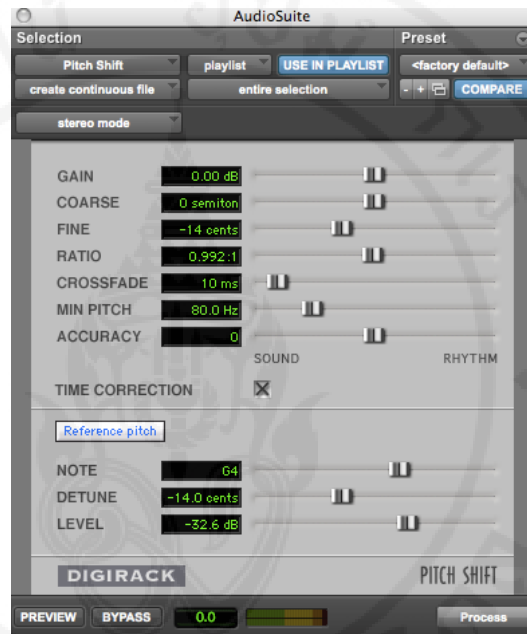 AudioSuite
Selection Preset
Pitch Shift playlist USE IN PLAYLIST <factory default>
create continuous file entire selection - + COMPARE
stereo mode
GAIN 0.00 dB
COARSE 0 semiton
FINE -14 cents
RATIO 0.992:1
CROSSFADE 10 ms
MIN PITCH 80.0 Hz
ACCURACY 0
SOUND RHYTHM
TIME CORRECTION
Reference pitch
NOTE G4
DETUNE -14.0 cents
LEVEL -32.6 dB
DIGIRACK PITCH SHIFT
PREVIEW BYPASS 0.0 Process